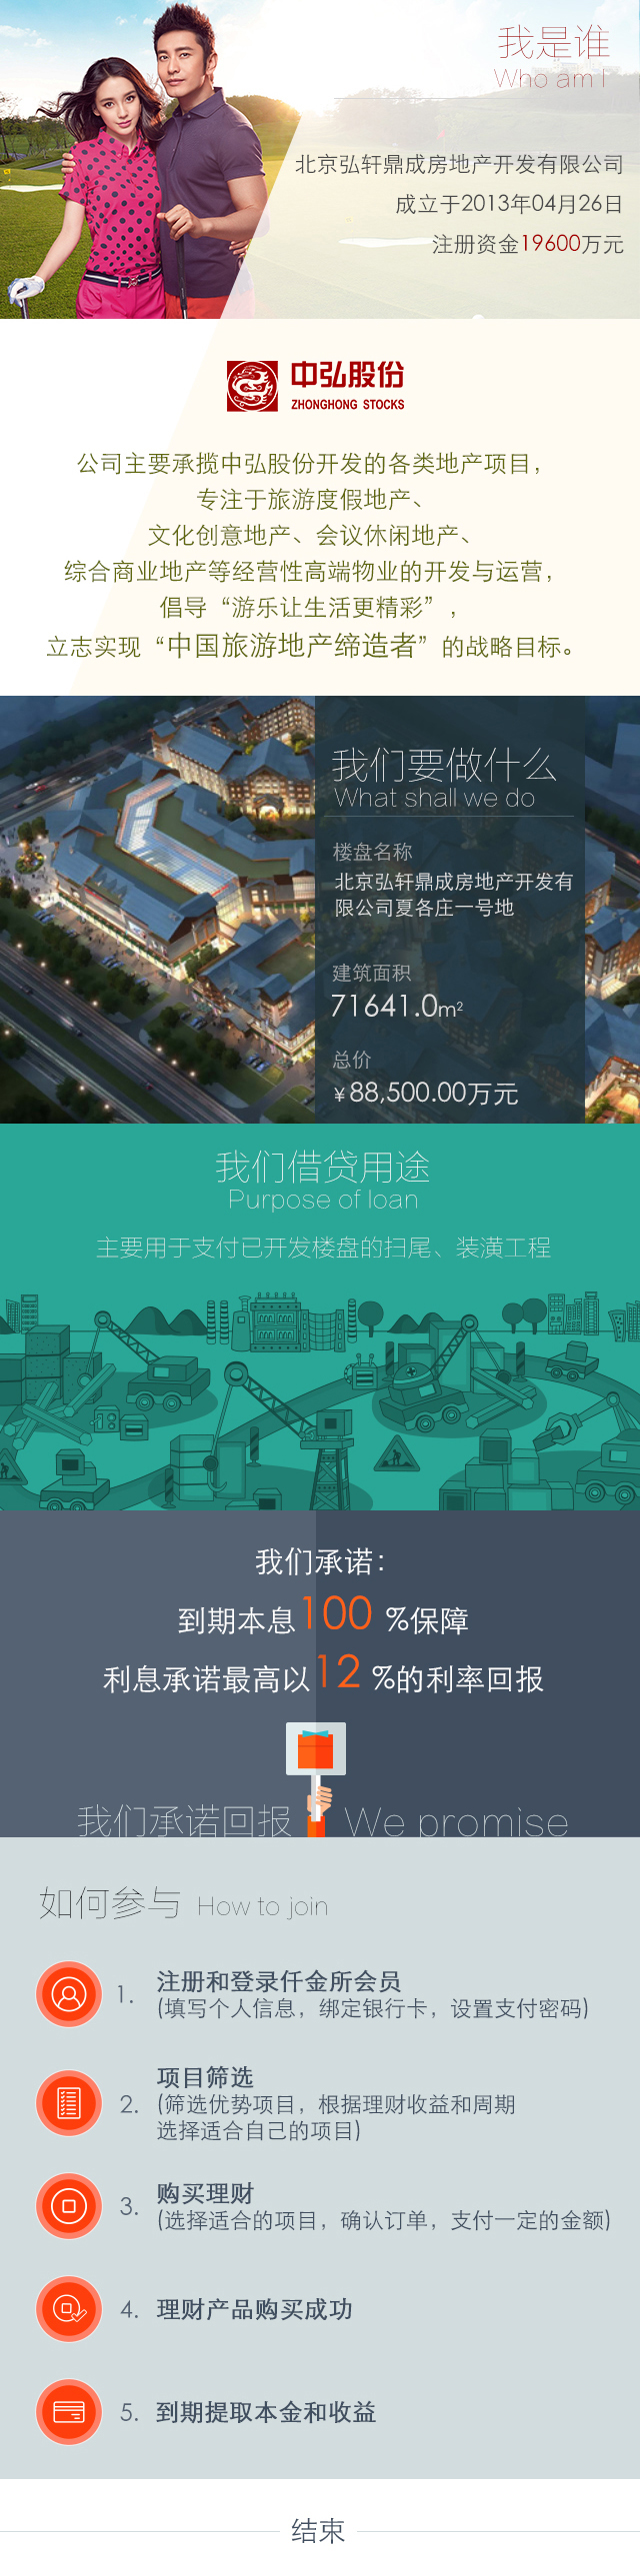 我是谁
Who am I
北京弘轩鼎成房地产开发有限公司
成立于2013年04月26日
注册资金19600万元
中弘股份
ZHONGHONG STOCKS
公司主要承揽中弘股份开发的各类地产项目，
专注于旅游度假地产、
文化创意地产、会议休闲地产、
综合商业地产等经营性高端物业的开发与运营，
倡导“游乐让生活更精彩”，
立志实现“中国旅游地产缔造者”的战略目标。
我们要做什么
What shall we do
楼盘名称
北京弘轩鼎成房地产开发有
限公司夏各庄一号地
建筑面积
71641.0m²
总价
¥88,500.00万元
我们借贷用途
Purpose of loan
主要用于支付已开发楼盘的扫尾、装潢工程
我们承诺：
到期本息100 %保障
利息承诺最高以12 %的利率回报
我们承诺回报 We promise
如何参与 How to join
1. 注册和登录仟金所会员
(填写个人信息，绑定银行卡，设置支付密码)
项目筛选
2. (筛选优势项目，根据理财收益和周期
选择适合自己的项目)
购买理财
3. (选择适合的项目，确认订单，支付一定的金额)
4. 理财产品购买成功
5. 到期提取本金和收益
结束